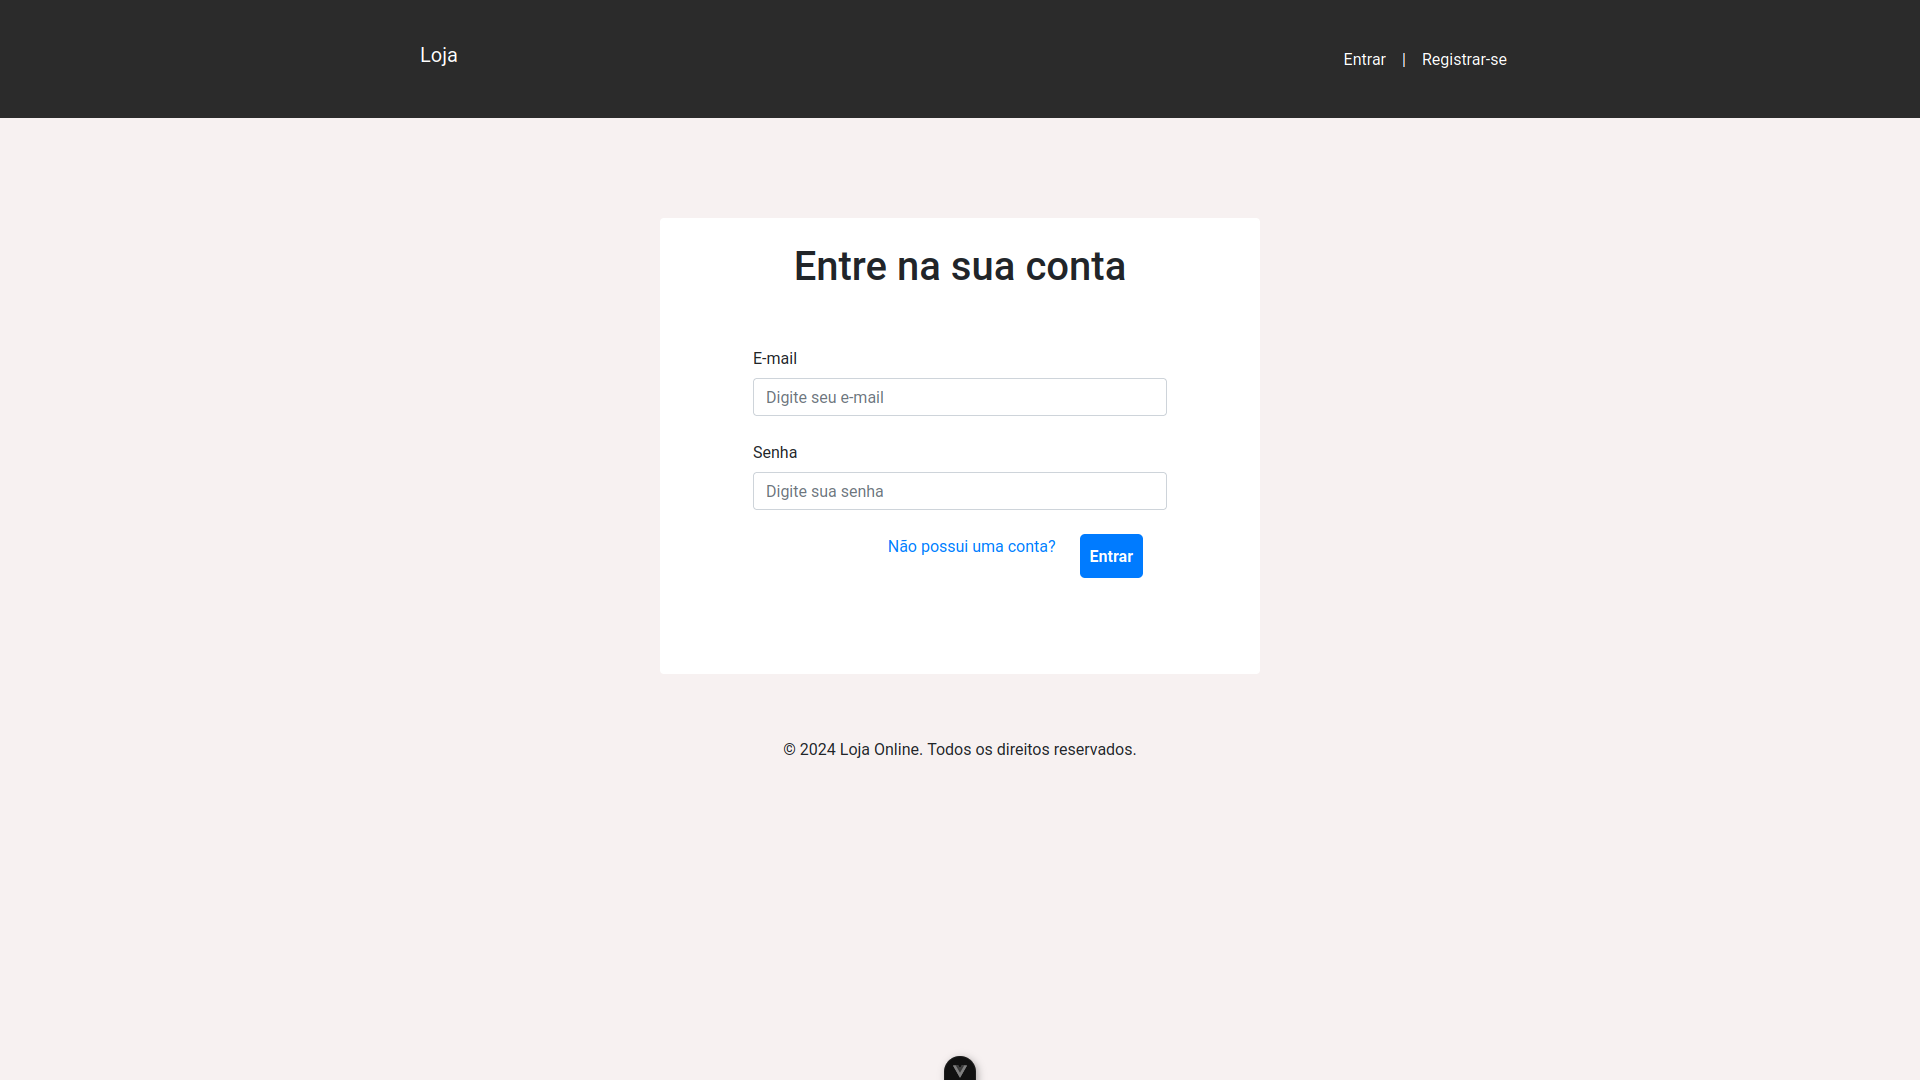 Loja
Entrar | Registrar-se
Entre na sua conta
E-mail
Digite seu e-mail
Senha
Digite sua senha
Não possui uma conta? Entrar
© 2024 Loja Online. Todos os direitos reservados.